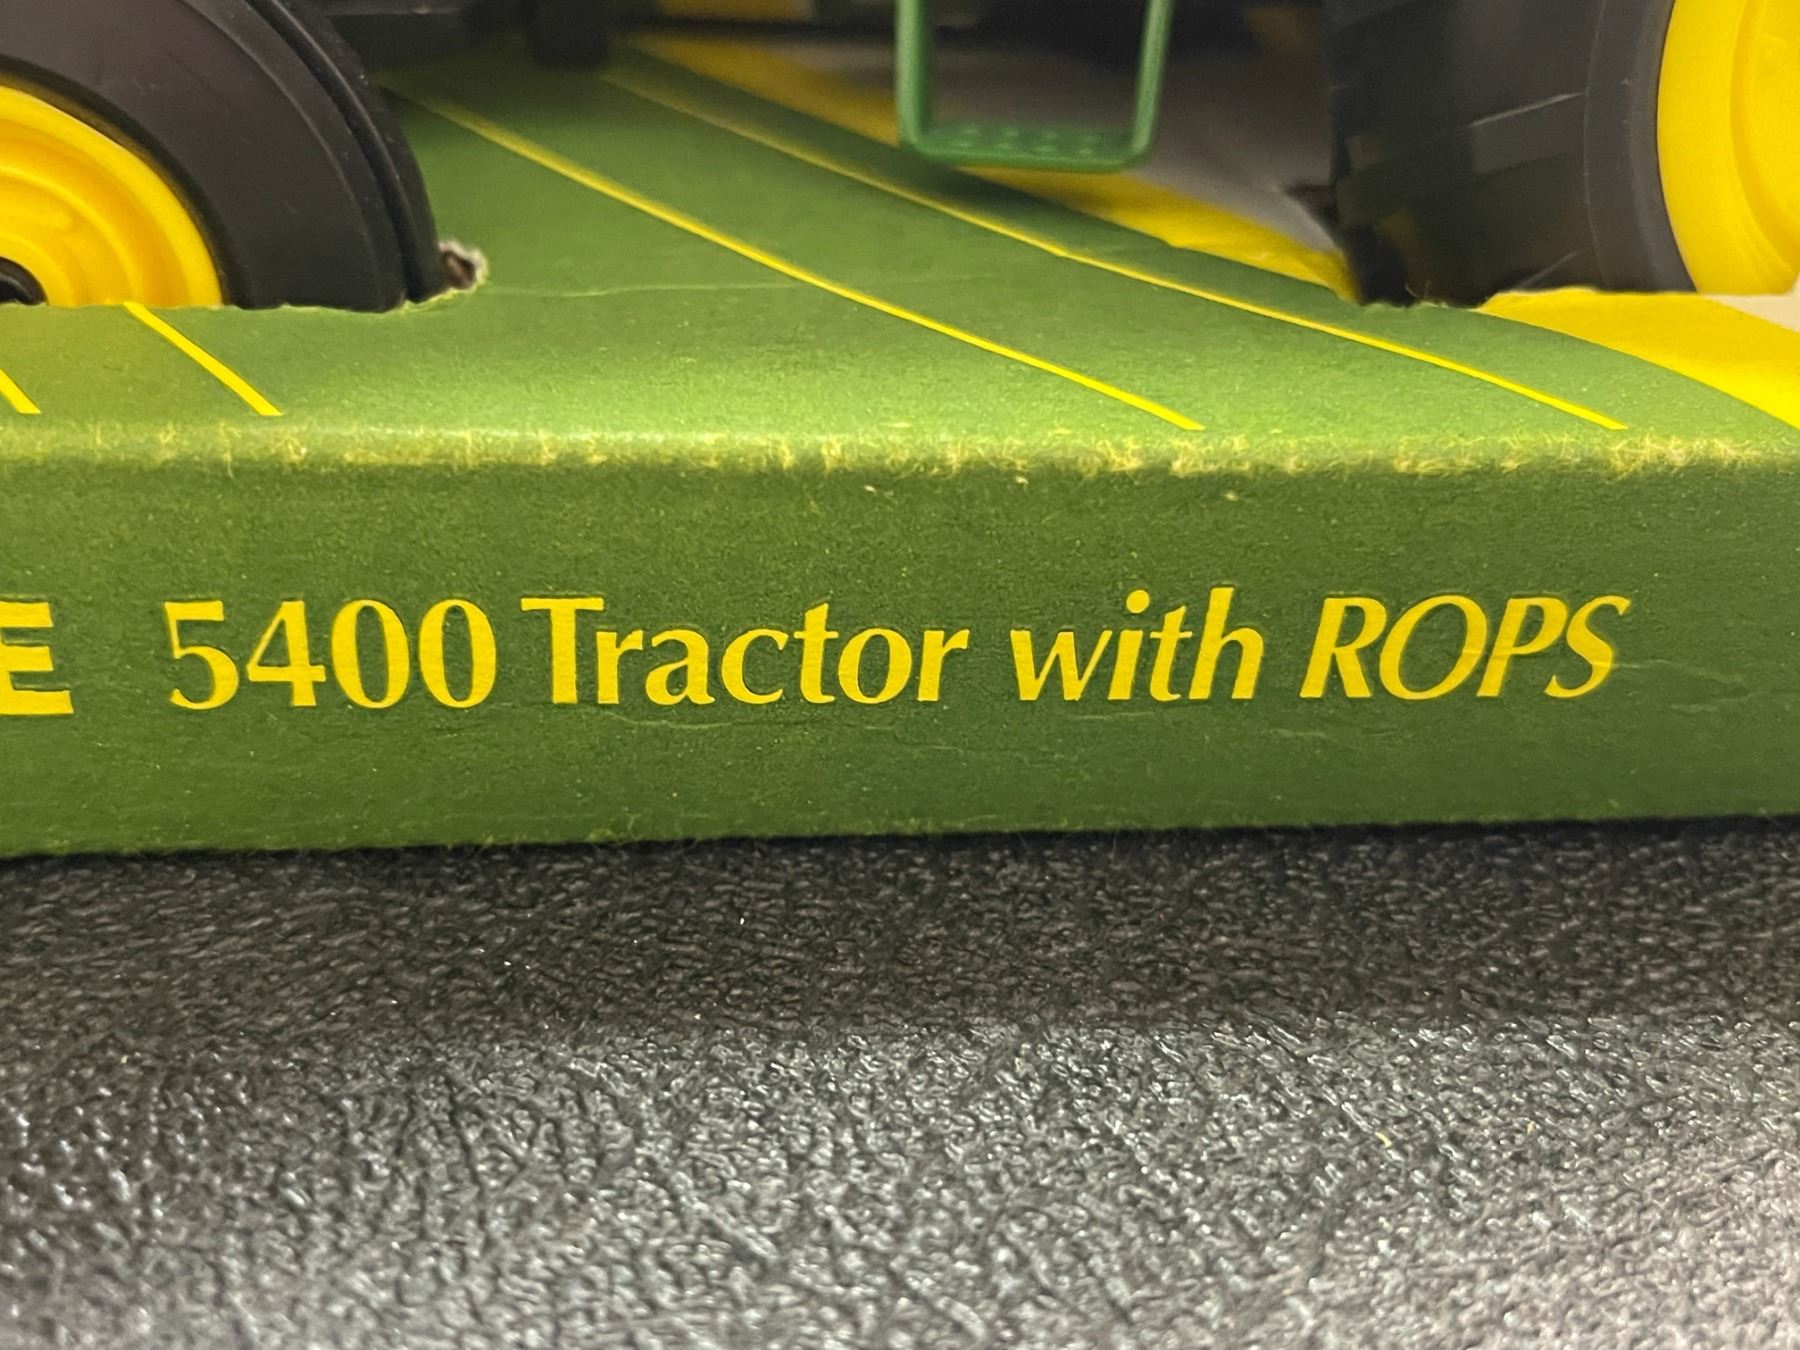 E 5400 Tractor with ROPS